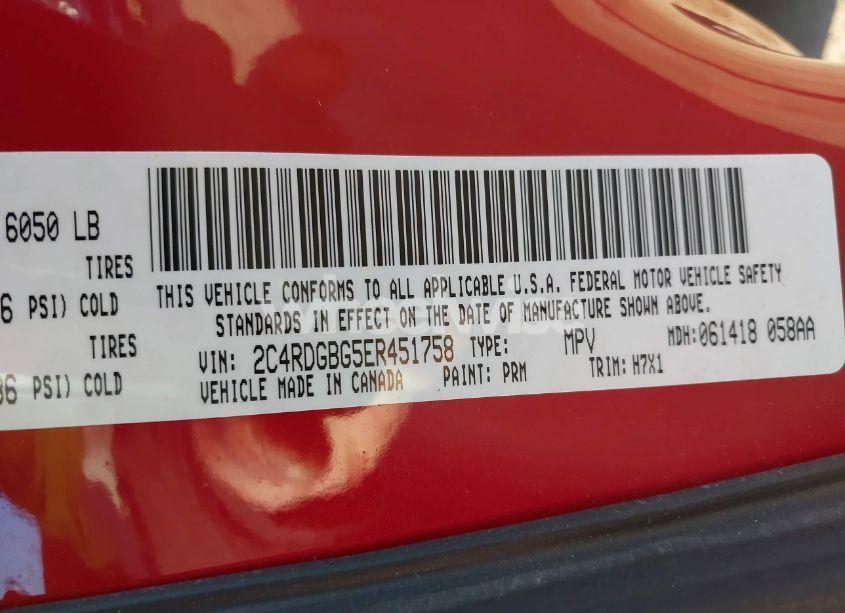 6050 LB
TIRES
6 PSI) COLD
TIRES
36 PSI) COLD
THIS VEHICLE CONFORMS TO ALL APPLICABLE U.S.A. FEDERAL MOTOR VEHICLE SAFETY
STANDARDS IN EFFECT ON THE DATE OF MANUFACTURE SHOWN ABOVE.
VIN: 2C4RDGBG5ER451758 TYPE: MPV MDH:061418 058AA
VEHICLE MADE IN CANADA PAINT: PRM TRIM: H7X1